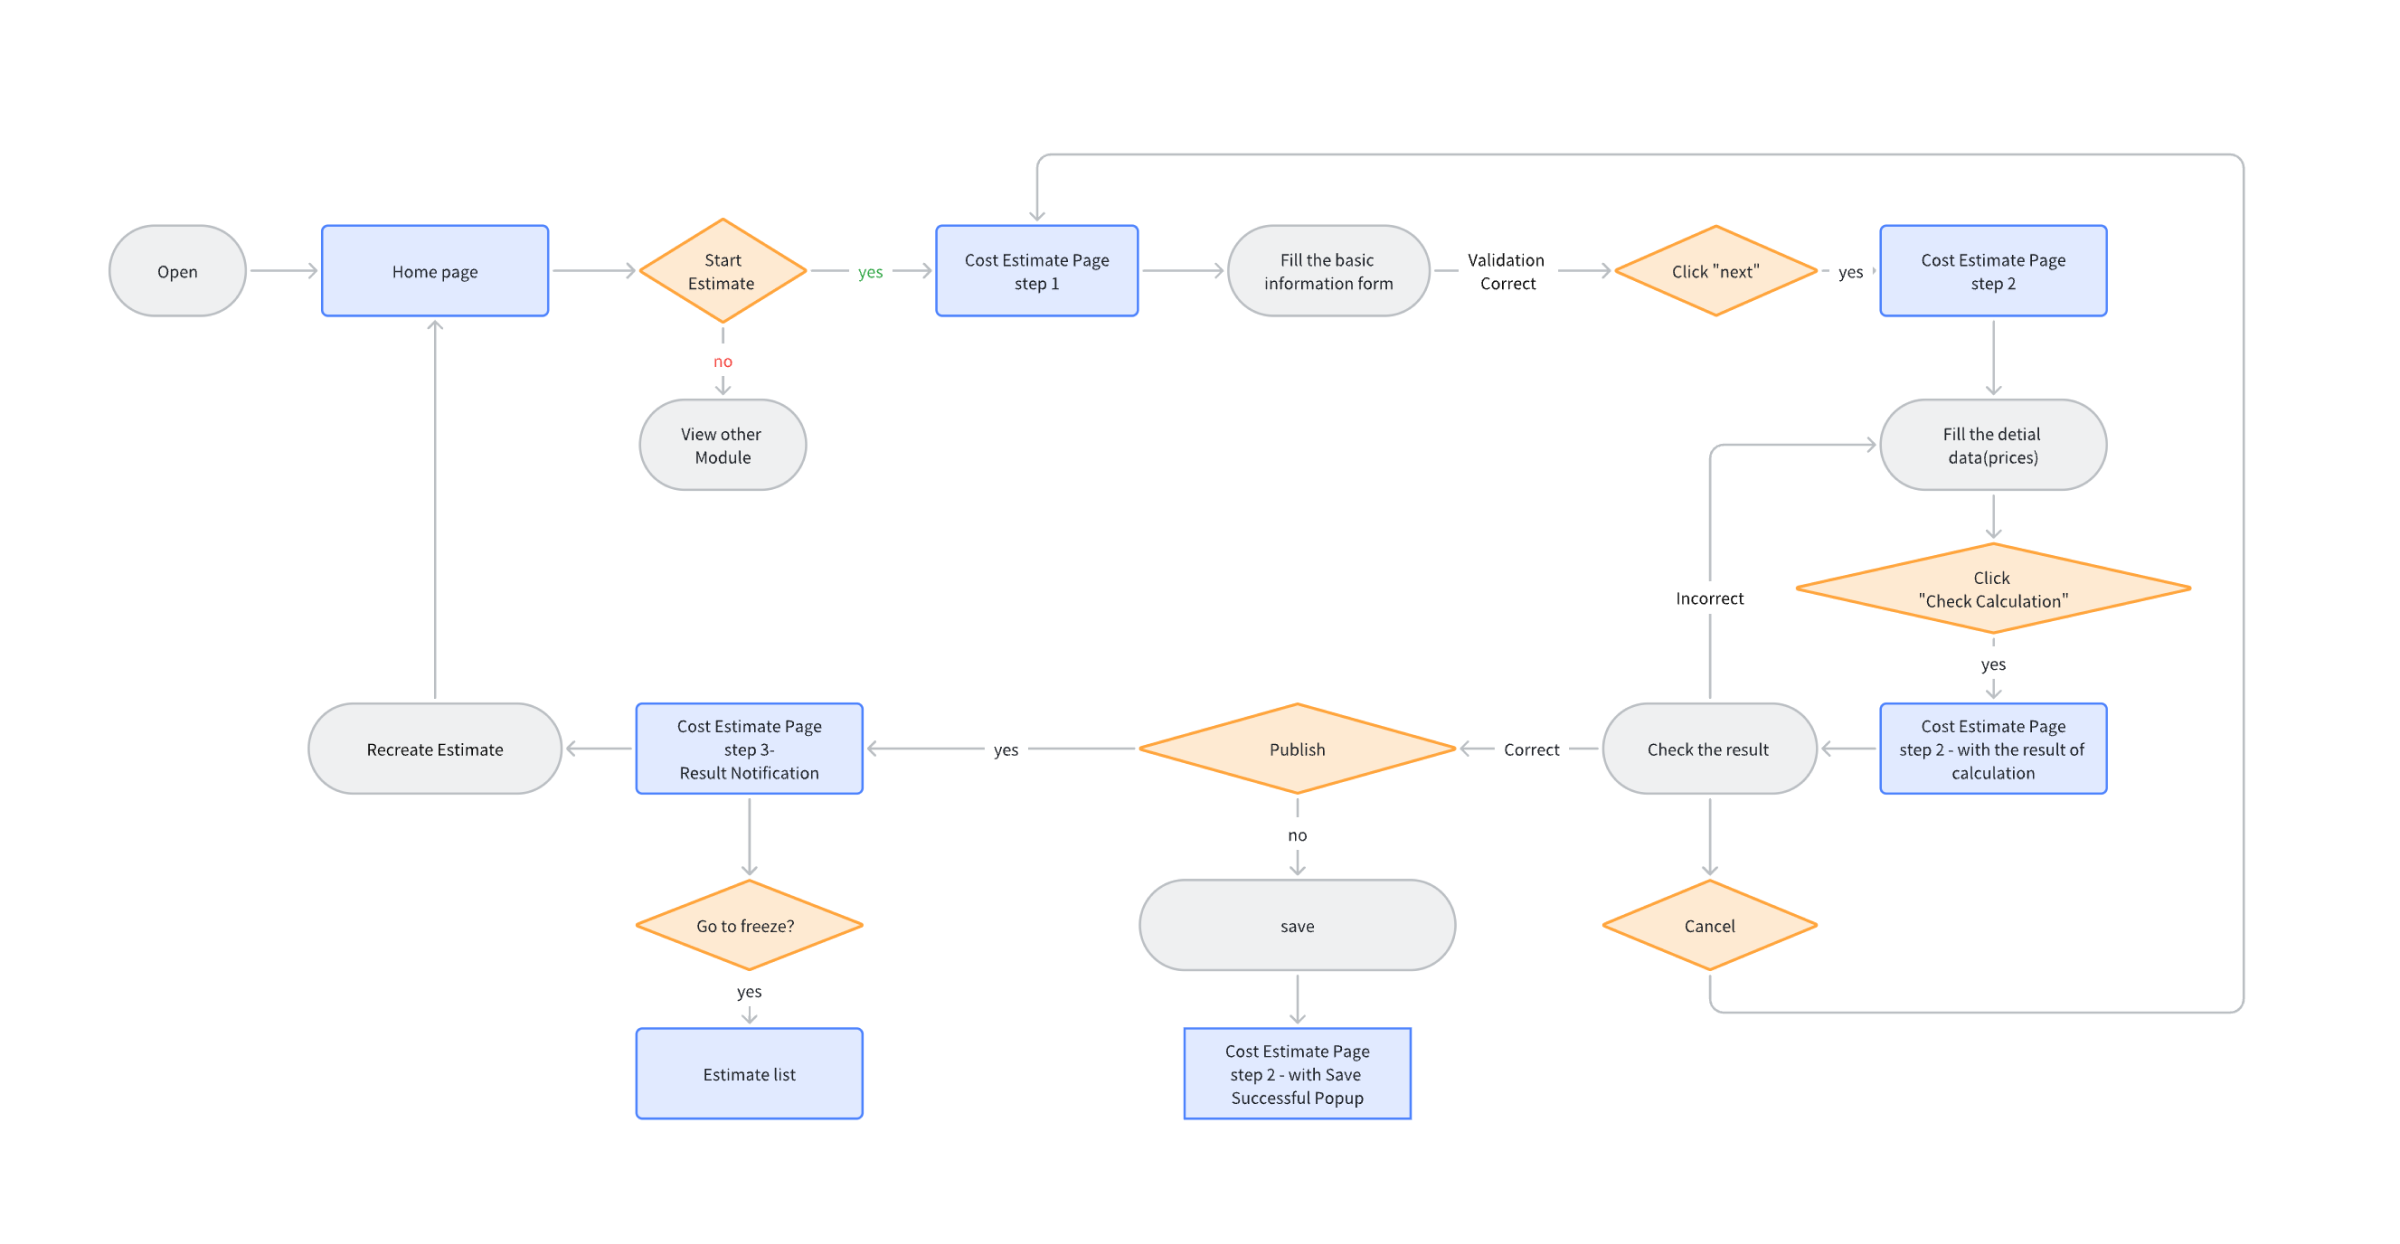 Open
Home page
Start
Estimate
yes
no
View other
Module
Cost Estimate Page
step 1
Fill the basic
information form
Validation
Correct
Click "next"
yes
Cost Estimate Page
step 2
Fill the detial
data(prices)
Click
"Check Calculation"
yes
Cost Estimate Page
step 2 - with the result of
calculation
Check the result
Incorrect
Correct
Cancel
Publish
no
save
Cost Estimate Page
step 2 - with Save
Successful Popup
yes
Cost Estimate Page
step 3-
Result Notification
Recreate Estimate
Go to freeze?
yes
Estimate list